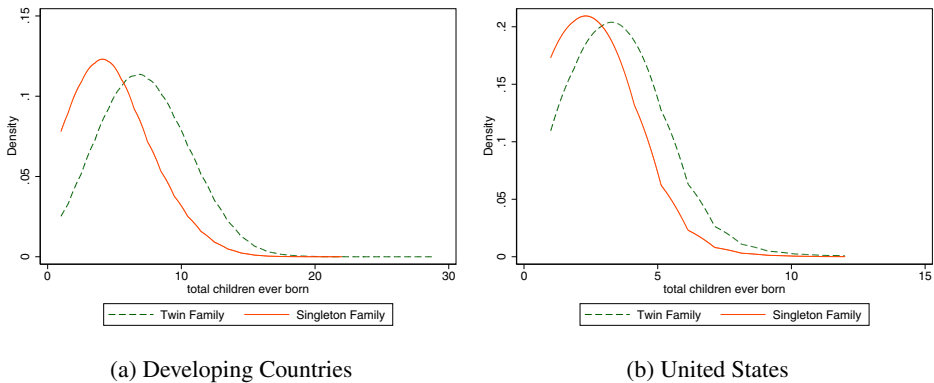 .15
.1
.05
0
Density
0 10 20 30
total children ever born
Twin Family Singleton Family
(a) Developing Countries
.2
.15
.1
.05
0
Density
0 5 10 15
total children ever born
Twin Family Singleton Family
(b) United States